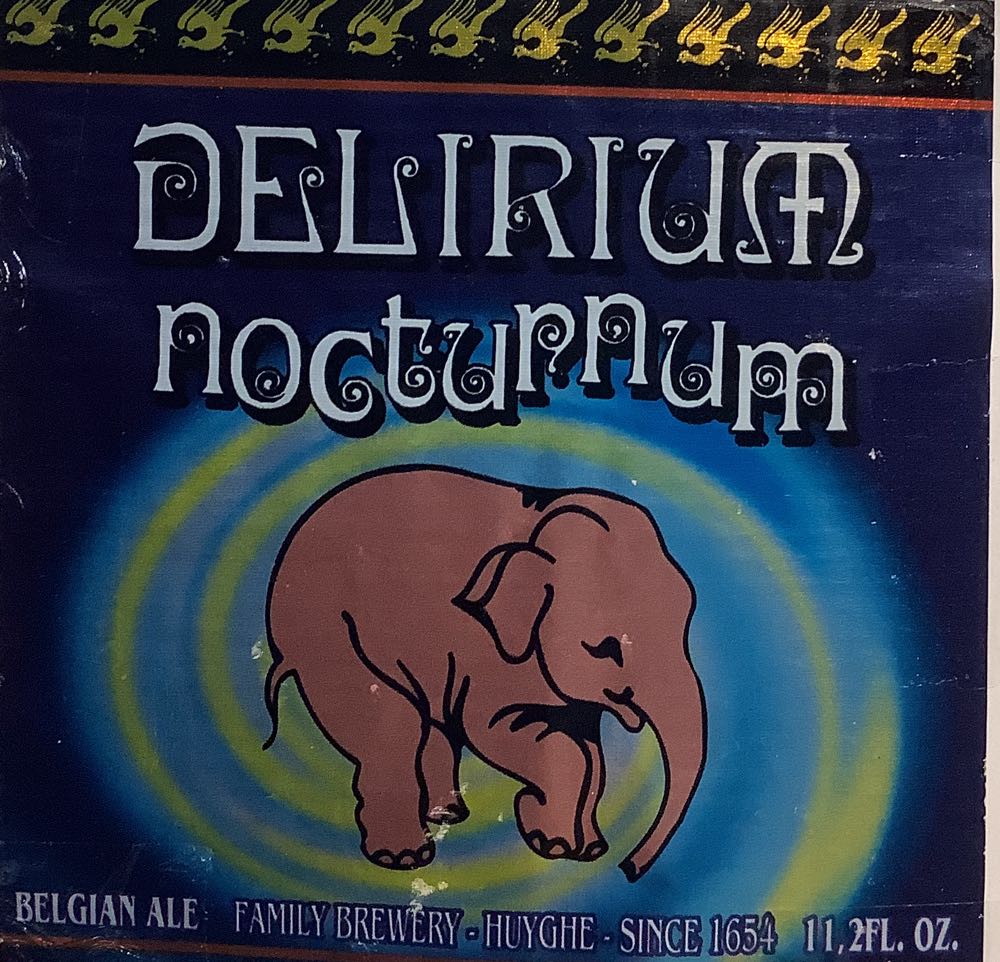 DELIRIUM
nocturnum
BELGIAN ALE FAMILY BREWERY - HUYGHE - SINCE 1654 11,2FL. OZ.